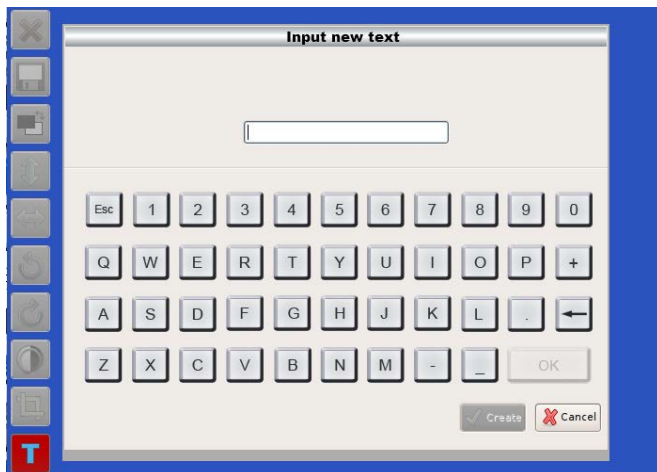 Input new text
Esc 1 2 3 4 5 6 7 8 9 0
Q W E R T Y U I O P +
A S D F G H J K L . ←
Z X C V B N M - _ OK
Create Cancel
T